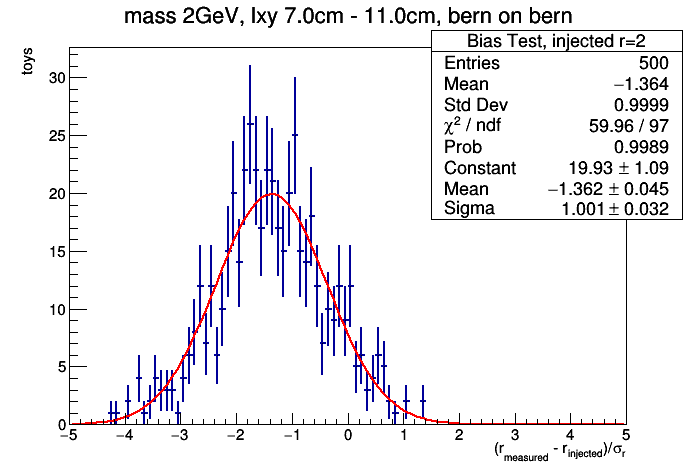 mass 2GeV, lxy 7.0cm - 11.0cm, bern on bern
Bias Test, injected r=2
Entries 500
Mean −1.364
Std Dev 0.9999
χ² / ndf 59.96 / 97
Prob 0.9989
Constant 19.93 ± 1.09
Mean −1.362 ± 0.045
Sigma 1.001 ± 0.032
toys
30
25
20
15
10
5
0
−5 −4 −3 −2 −1 0 1 2 3 4 5
(r_measured - r_injected)/σ_r